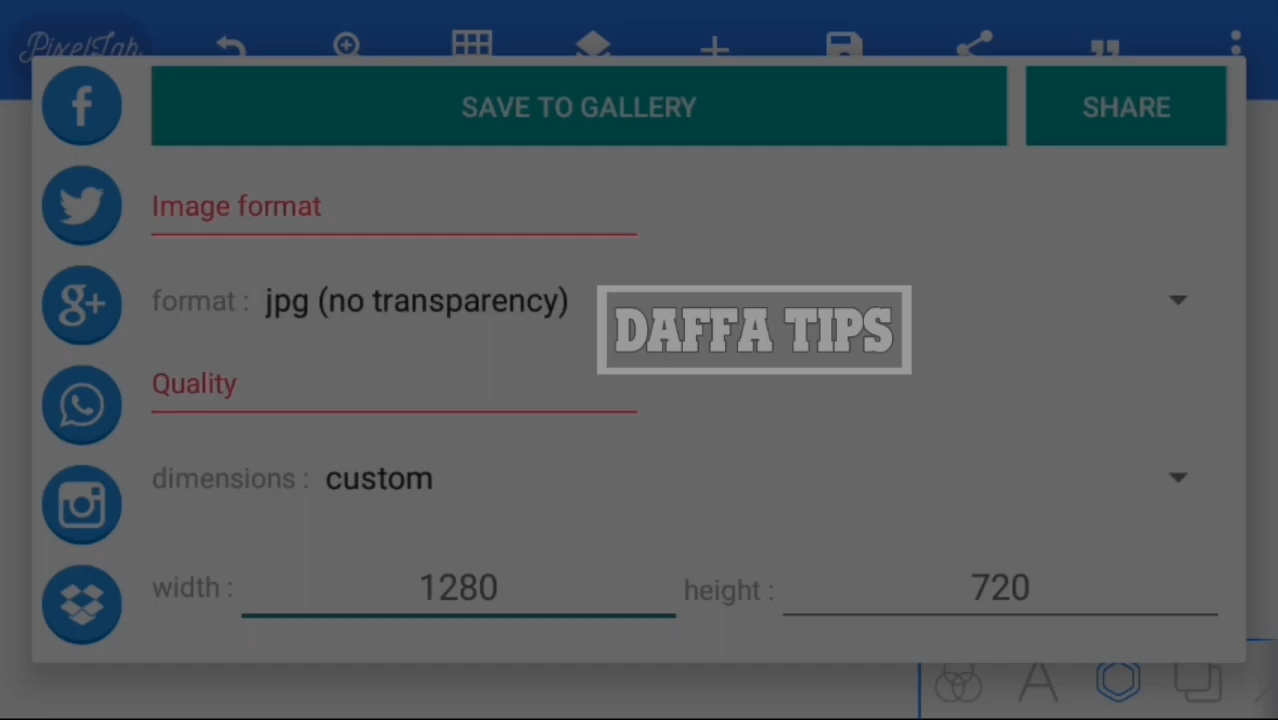 PixelLab
SAVE TO GALLERY
SHARE
Image format
format : jpg (no transparency)
DAFFA TIPS
Quality
dimensions : custom
width : 1280 height : 720